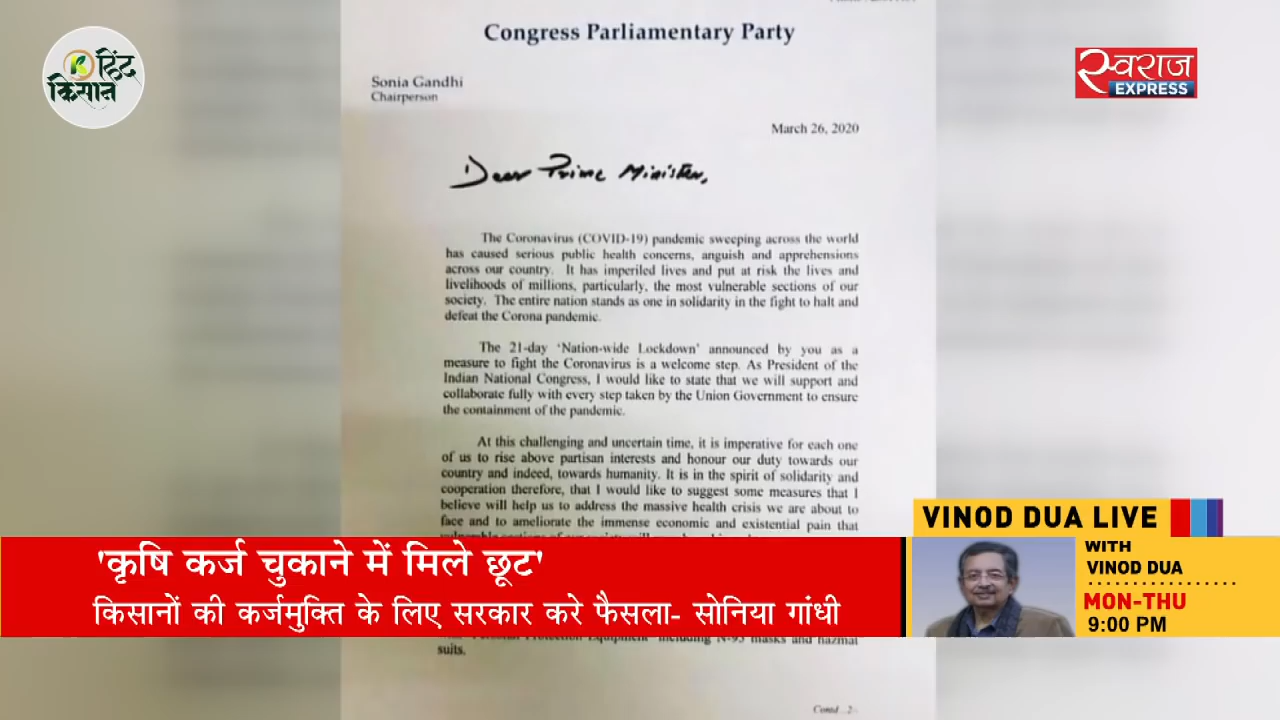 Congress Parliamentary Party
हिंद
किसान
स्वराज
EXPRESS
Sonia Gandhi
Chairperson
March 26, 2020
Dear Prime Minister,
The Coronavirus (COVID-19) pandemic sweeping across the world
has caused serious public health concerns, anguish and apprehensions
across our country. It has imperiled lives and put at risk the lives and
livelihoods of millions, particularly, the most vulnerable sections of our
society. The entire nation stands as one in solidarity in the fight to halt and
defeat the Corona pandemic.
The 21-day ‘Nation-wide Lockdown’ announced by you as a
measure to fight the Coronavirus is a welcome step. As President of the
Indian National Congress, I would like to state that we will support and
collaborate fully with every step taken by the Union Government to ensure
the containment of the pandemic.
At this challenging and uncertain time, it is imperative for each one
of us to rise above partisan interests and honour our duty towards our
country and indeed, towards humanity. It is in the spirit of solidarity and
cooperation therefore, that I would like to suggest some measures that I
believe will help us to address the massive health crisis we are about to
face and to ameliorate the immense economic and existential pain that
VINOD DUA LIVE
WITH
VINOD DUA
MON-THU
9:00 PM
'कृषि कर्ज चुकाने में मिले छूट'
किसानों की कर्जमुक्ति के लिए सरकार करे फैसला- सोनिया गांधी
including N-95 masks and hazmat
suits.
Contd...2-